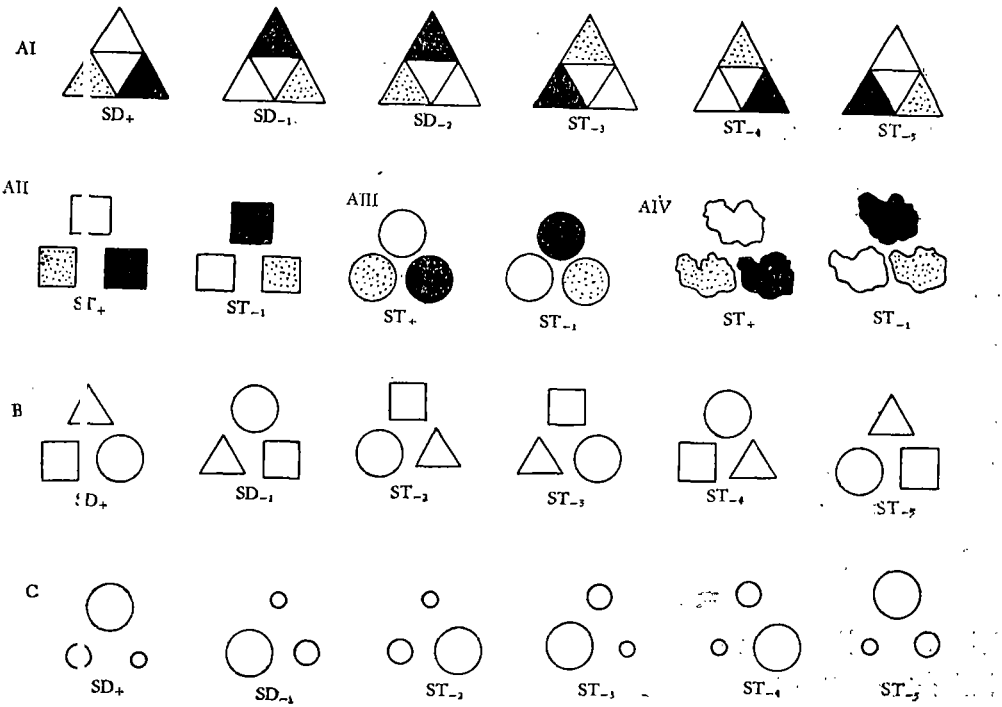 AI
SD+ SD-1 SD-2 ST-3 ST-4 ST-5
AII AIII AIV
ST+ ST-1 ST+ ST-1 ST+ ST-1
B
SD+ SD-1 ST-2 ST-3 ST-4 ST-5
C
SD+ SD-1 ST-2 ST-3 ST-4 ST-5